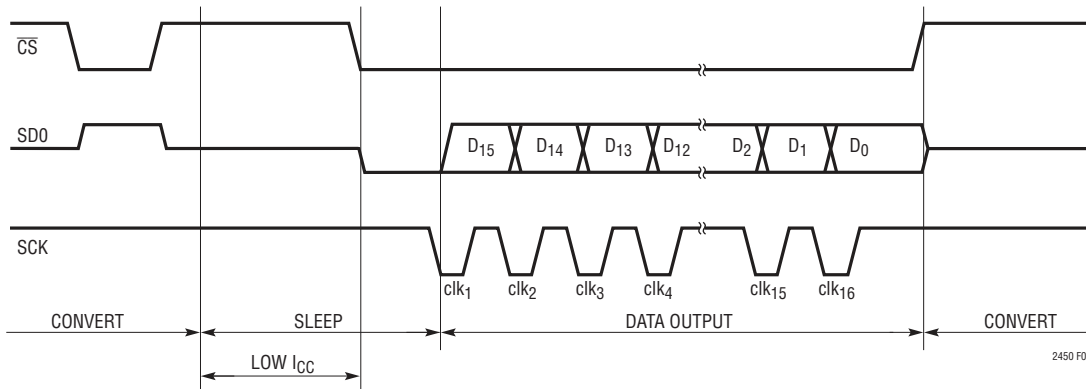 CS
SD0
D15 D14 D13 D12 D2 D1 D0
SCK
clk1 clk2 clk3 clk4 clk15 clk16
CONVERT SLEEP DATA OUTPUT CONVERT
LOW ICC
2450 F0